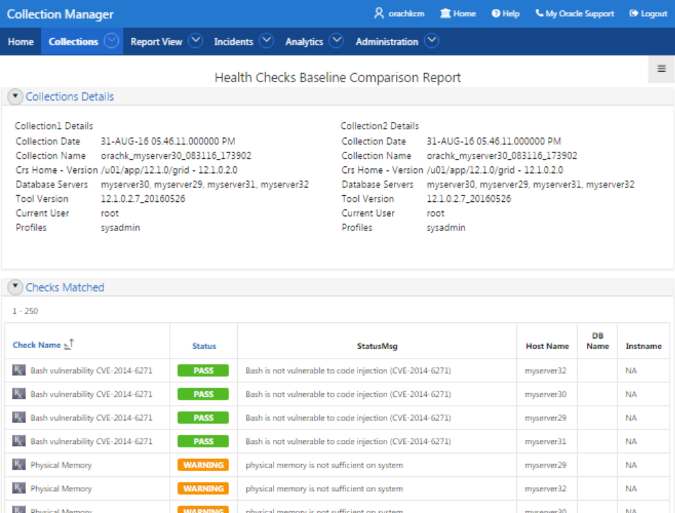 Collection Manager
orachkcm Home Help My Oracle Support Logout
Home Collections Report View Incidents Analytics Administration
Health Checks Baseline Comparison Report
Collections Details
Collection1 Details Collection2 Details
Collection Date 31-AUG-16 05.46.11.000000 PM Collection Date 31-AUG-16 05.46.11.000000 PM
Collection Name orachk_myserver30_083116_173902 Collection Name orachk_myserver30_083116_173902
Crs Home - Version /u01/app/12.1.0/grid - 12.1.0.2.0 Crs Home - Version /u01/app/12.1.0/grid - 12.1.0.2.0
Database Servers myserver30, myserver29, myserver31, myserver32 Database Servers myserver30, myserver29, myserver31, myserver32
Tool Version 12.1.0.2.7_20160526 Tool Version 12.1.0.2.7_20160526
Current User root Current User root
Profiles sysadmin Profiles sysadmin
Checks Matched
1 - 250
Check Name Status StatusMsg Host Name DB Name Instname
Bash vulnerability CVE-2014-6271 PASS Bash is not vulnerable to code injection (CVE-2014-6271) myserver32 NA
Bash vulnerability CVE-2014-6271 PASS Bash is not vulnerable to code injection (CVE-2014-6271) myserver30 NA
Bash vulnerability CVE-2014-6271 PASS Bash is not vulnerable to code injection (CVE-2014-6271) myserver29 NA
Bash vulnerability CVE-2014-6271 PASS Bash is not vulnerable to code injection (CVE-2014-6271) myserver31 NA
Physical Memory WARNING physical memory is not sufficient on system myserver29 NA
Physical Memory WARNING physical memory is not sufficient on system myserver32 NA
Physical Memory WARNING physical memory is not sufficient on system myserver30 NA